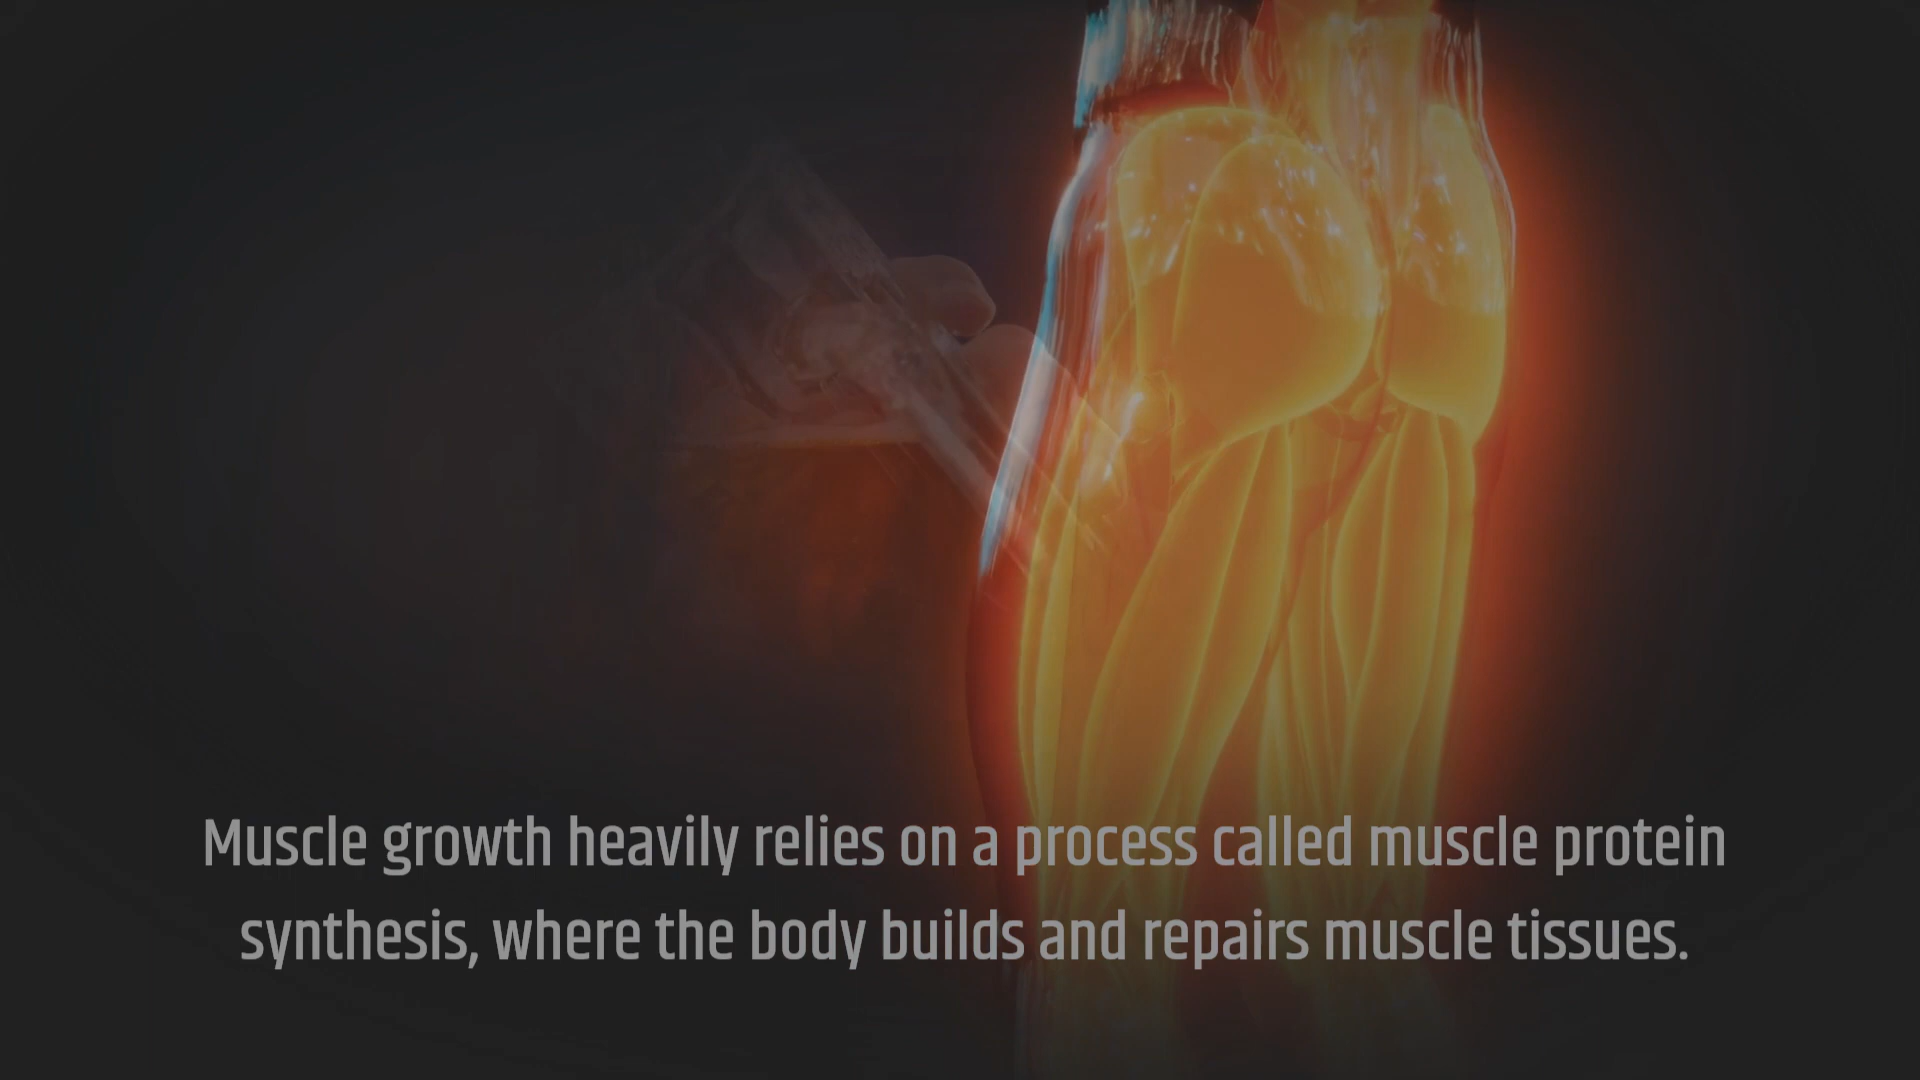 Muscle growth heavily relies on a process called muscle protein
synthesis, where the body builds and repairs muscle tissues.